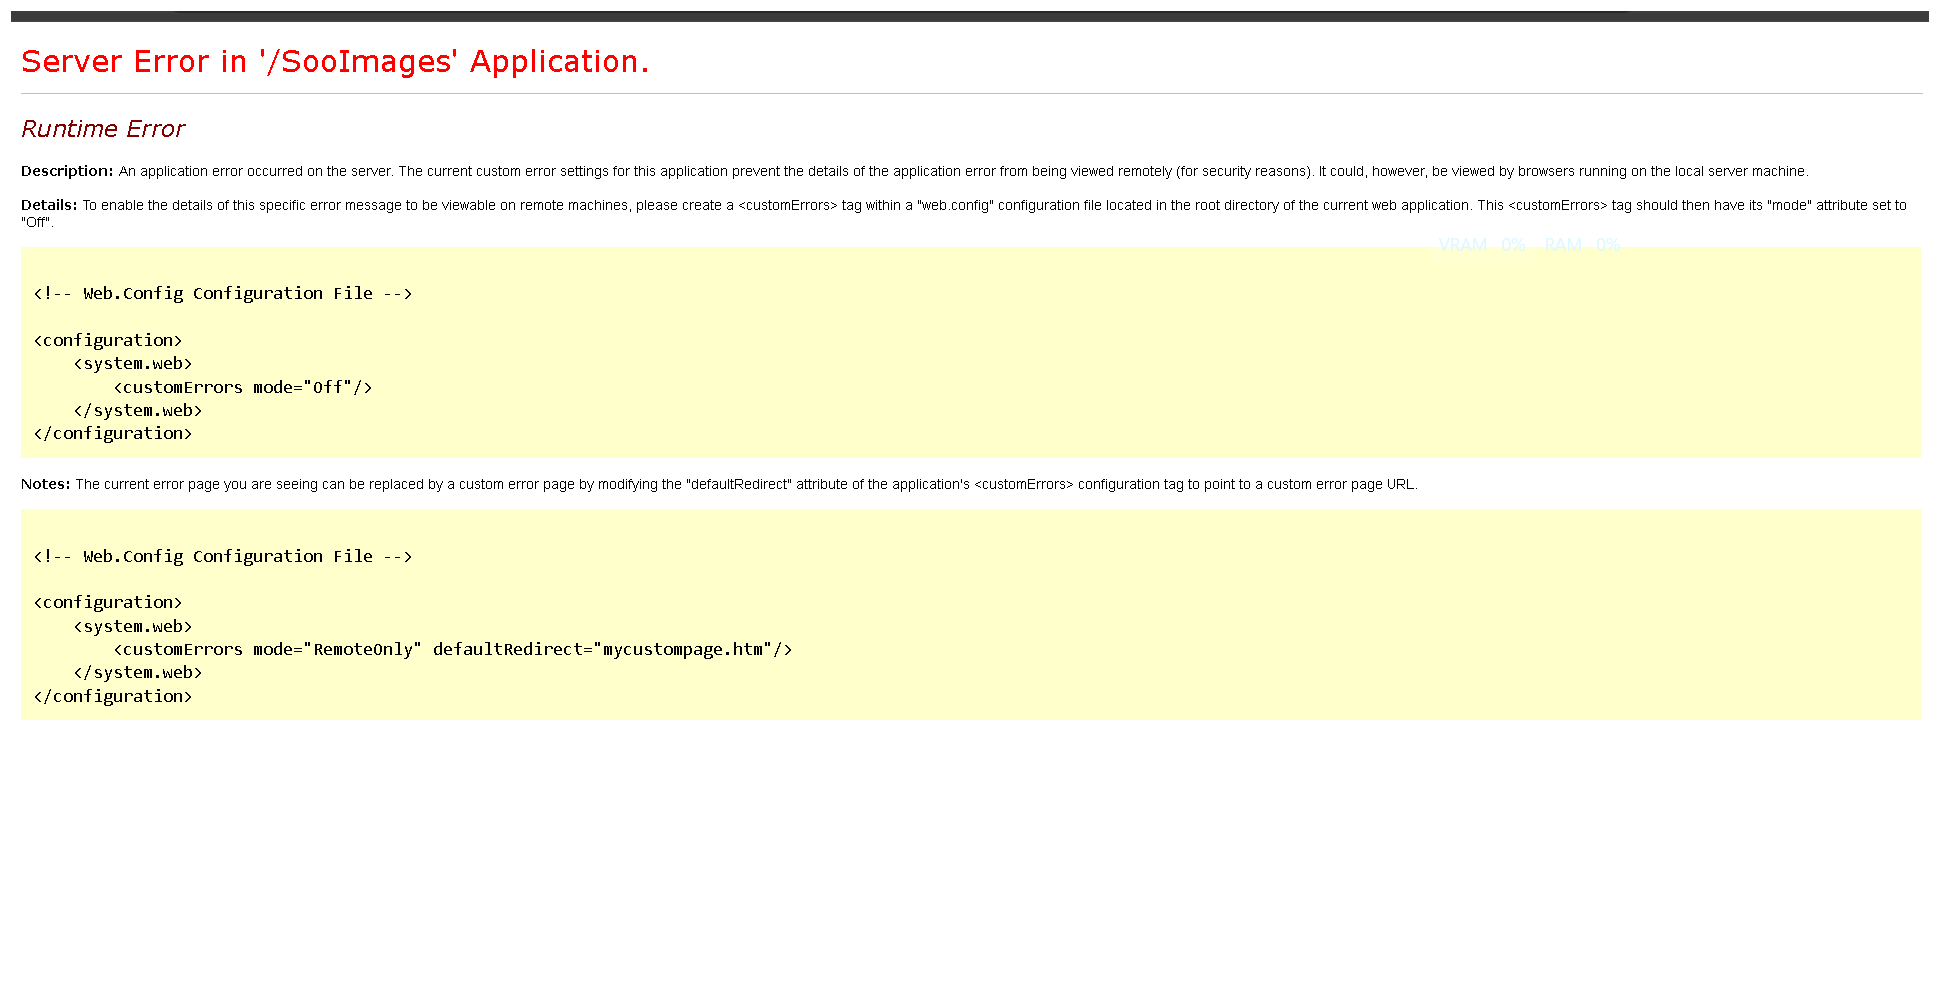 Server Error in '/SooImages' Application.
Runtime Error
Description: An application error occurred on the server. The current custom error settings for this application prevent the details of the application error from being viewed remotely (for security reasons). It could, however, be viewed by browsers running on the local server machine.
Details: To enable the details of this specific error message to be viewable on remote machines, please create a <customErrors> tag within a "web.config" configuration file located in the root directory of the current web application. This <customErrors> tag should then have its "mode" attribute set to
"Off".
VRAM 0% RAM 0%
<!-- Web.Config Configuration File -->
<configuration>
    <system.web>
        <customErrors mode="Off"/>
    </system.web>
</configuration>
Notes: The current error page you are seeing can be replaced by a custom error page by modifying the "defaultRedirect" attribute of the application's <customErrors> configuration tag to point to a custom error page URL.
<!-- Web.Config Configuration File -->
<configuration>
    <system.web>
        <customErrors mode="RemoteOnly" defaultRedirect="mycustompage.htm"/>
    </system.web>
</configuration>